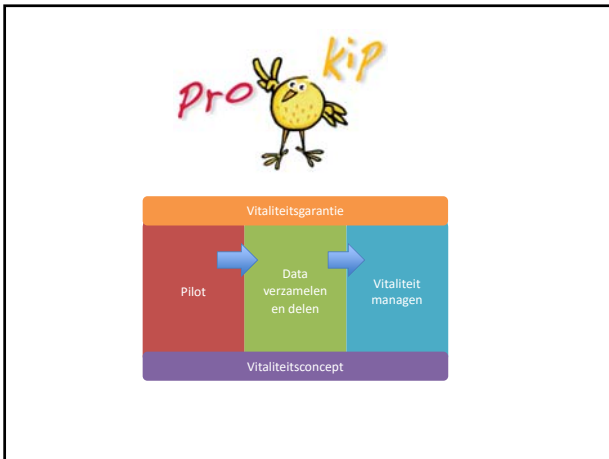 Pro kip
Vitaliteitsgarantie
Pilot
Data
verzamelen
en delen
Vitaliteit
managen
Vitaliteitsconcept